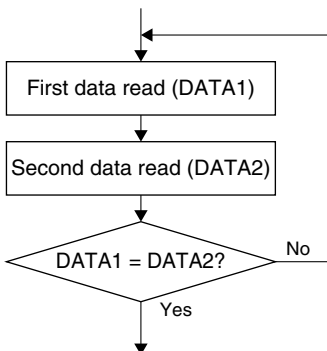 First data read (DATA1)
Second data read (DATA2)
DATA1 = DATA2?
No
Yes